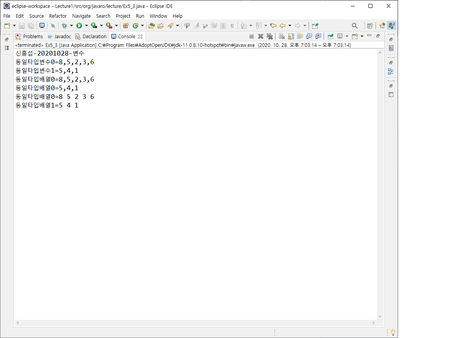 eclipse-workspace - Lecture1/src/org/javaro/lecture/Ex5_3.java - Eclipse IDE
File Edit Source Refactor Navigate Search Project Run Window Help
Problems Javadoc Declaration Console
<terminated> Ex5_3 [Java Application] C:\Program Files\AdoptOpenJDK\jdk-11.0.8.10-hotspot\bin\javaw.exe (2020. 10. 28. 오후 7:03:14 – 오후 7:03:14)
신흥섭-20201028-변수
동일타입변수0=8,5,2,3,6
동일타입변수1=5,4,1
동일타입배열0=8,5,2,3,6
동일타입배열0=5,4,1
동일타입배열0=8 5 2 3 6
동일타입배열1=5 4 1